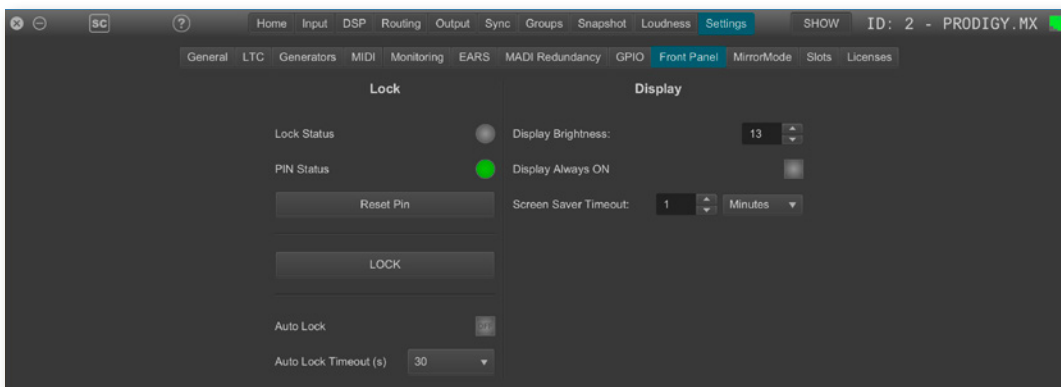 SC ? Home Input DSP Routing Output Sync Groups Snapshot Loudness Settings SHOW ID: 2 - PRODIGY.MX
General LTC Generators MIDI Monitoring EARS MADI Redundancy GPIO Front Panel MirrorMode Slots Licenses
Lock
Lock Status
PIN Status
Reset Pin
LOCK
Auto Lock
Auto Lock Timeout (s) 30
Display
Display Brightness: 13
Display Always ON
Screen Saver Timeout: 1 Minutes